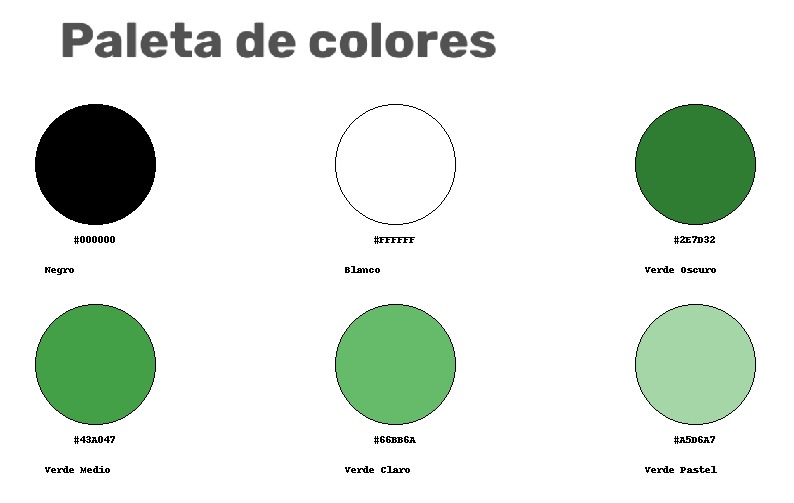 Paleta de colores
#000000 #FFFFFF #2E7D32
Negro Blanco Verde Oscuro
#43A047 #66BB6A #A5D6A7
Verde Medio Verde Claro Verde Pastel